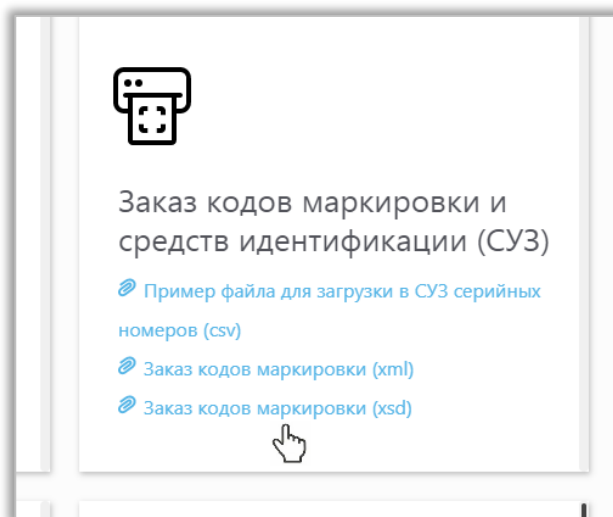 Заказ кодов маркировки и
средств идентификации (СУЗ)
Пример файла для загрузки в СУЗ серийных
номеров (csv)
Заказ кодов маркировки (xml)
Заказ кодов маркировки (xsd)